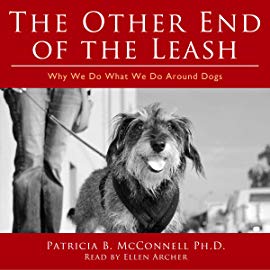 The Other End
of the Leash
Why We Do What We Do Around Dogs
Patricia B. McConnell Ph.D.
Read by Ellen Archer